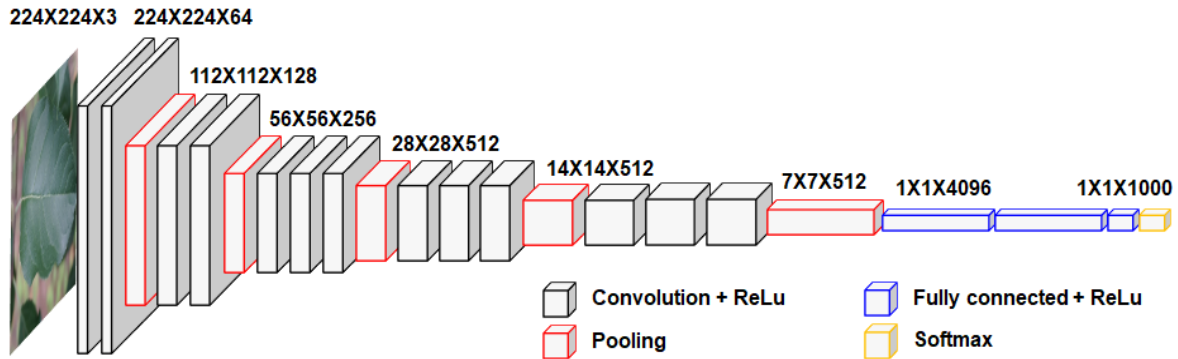 224X224X3
224X224X64
112X112X128
56X56X256
28X28X512
14X14X512
7X7X512
1X1X4096
1X1X1000
Convolution + ReLu
Fully connected + ReLu
Pooling
Softmax